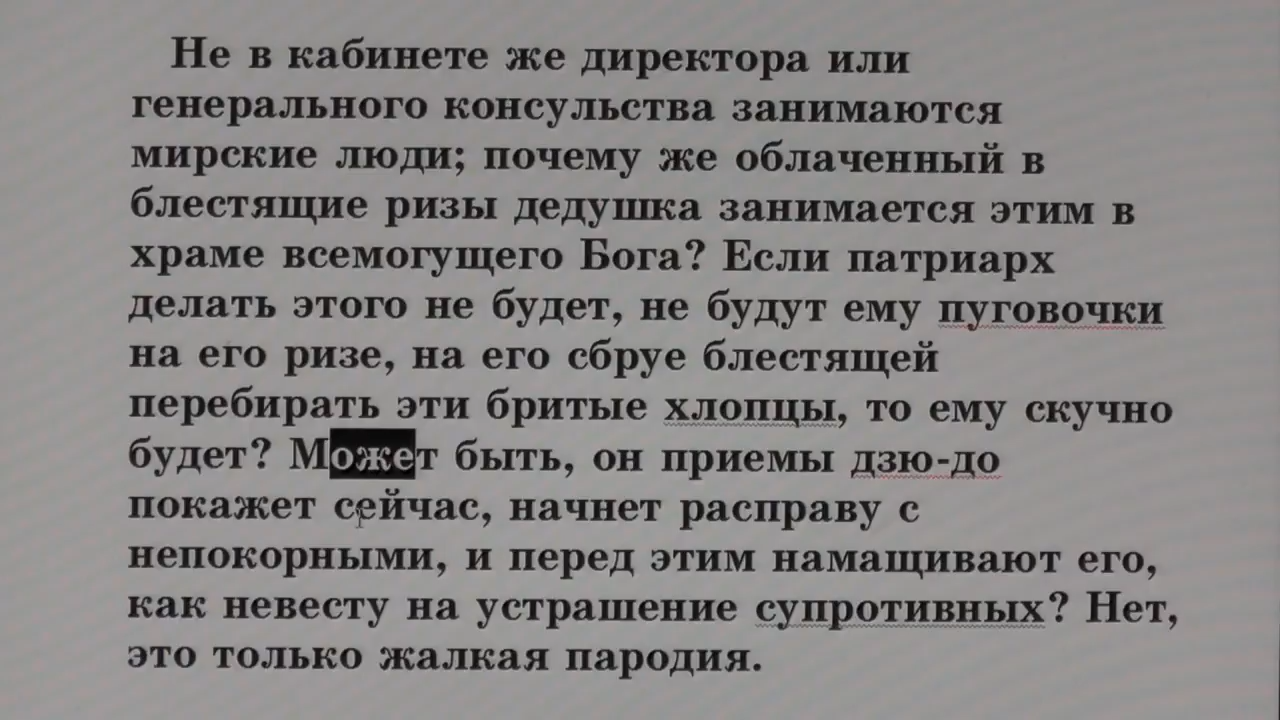 Не в кабинете же директора или
генерального консульства занимаются
мирские люди; почему же облаченный в
блестящие ризы дедушка занимается этим в
храме всемогущего Бога? Если патриарх
делать этого не будет, не будут ему пуговочки
на его ризе, на его сбруе блестящей
перебирать эти бритые хлопцы, то ему скучно
будет? Может быть, он приемы дзю-до
покажет сейчас, начнет расправу с
непокорными, и перед этим намащивают его,
как невесту на устрашение супротивных? Нет,
это только жалкая пародия.